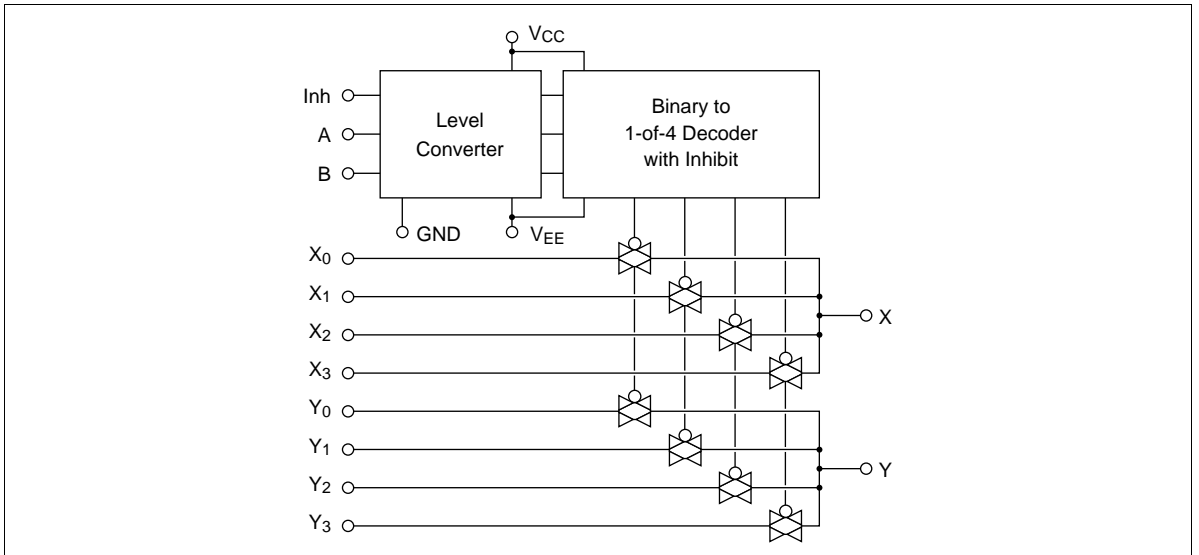 VCC
Inh
A
B
Level
Converter
Binary to
1-of-4 Decoder
with Inhibit
GND
VEE
X0
X1
X2
X3
X
Y0
Y1
Y2
Y3
Y